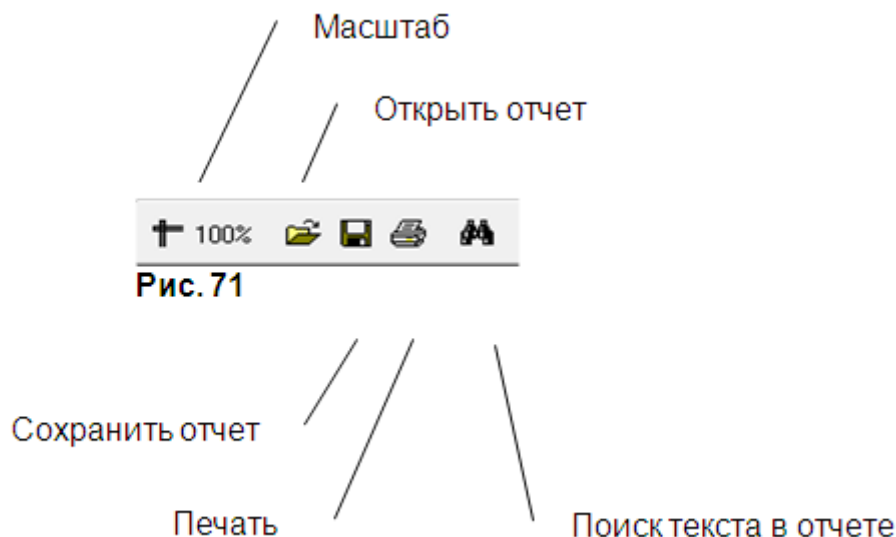 Масштаб
Открыть отчет
100%
Рис. 71
Сохранить отчет
Печать
Поиск текста в отчете